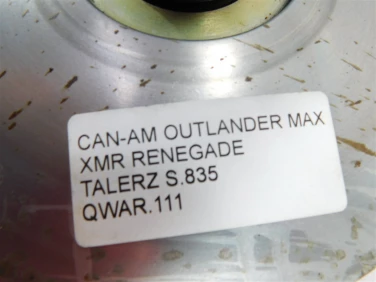 CAN-AM OUTLANDER MAX
XMR RENEGADE
TALERZ S.835
QWAR.111